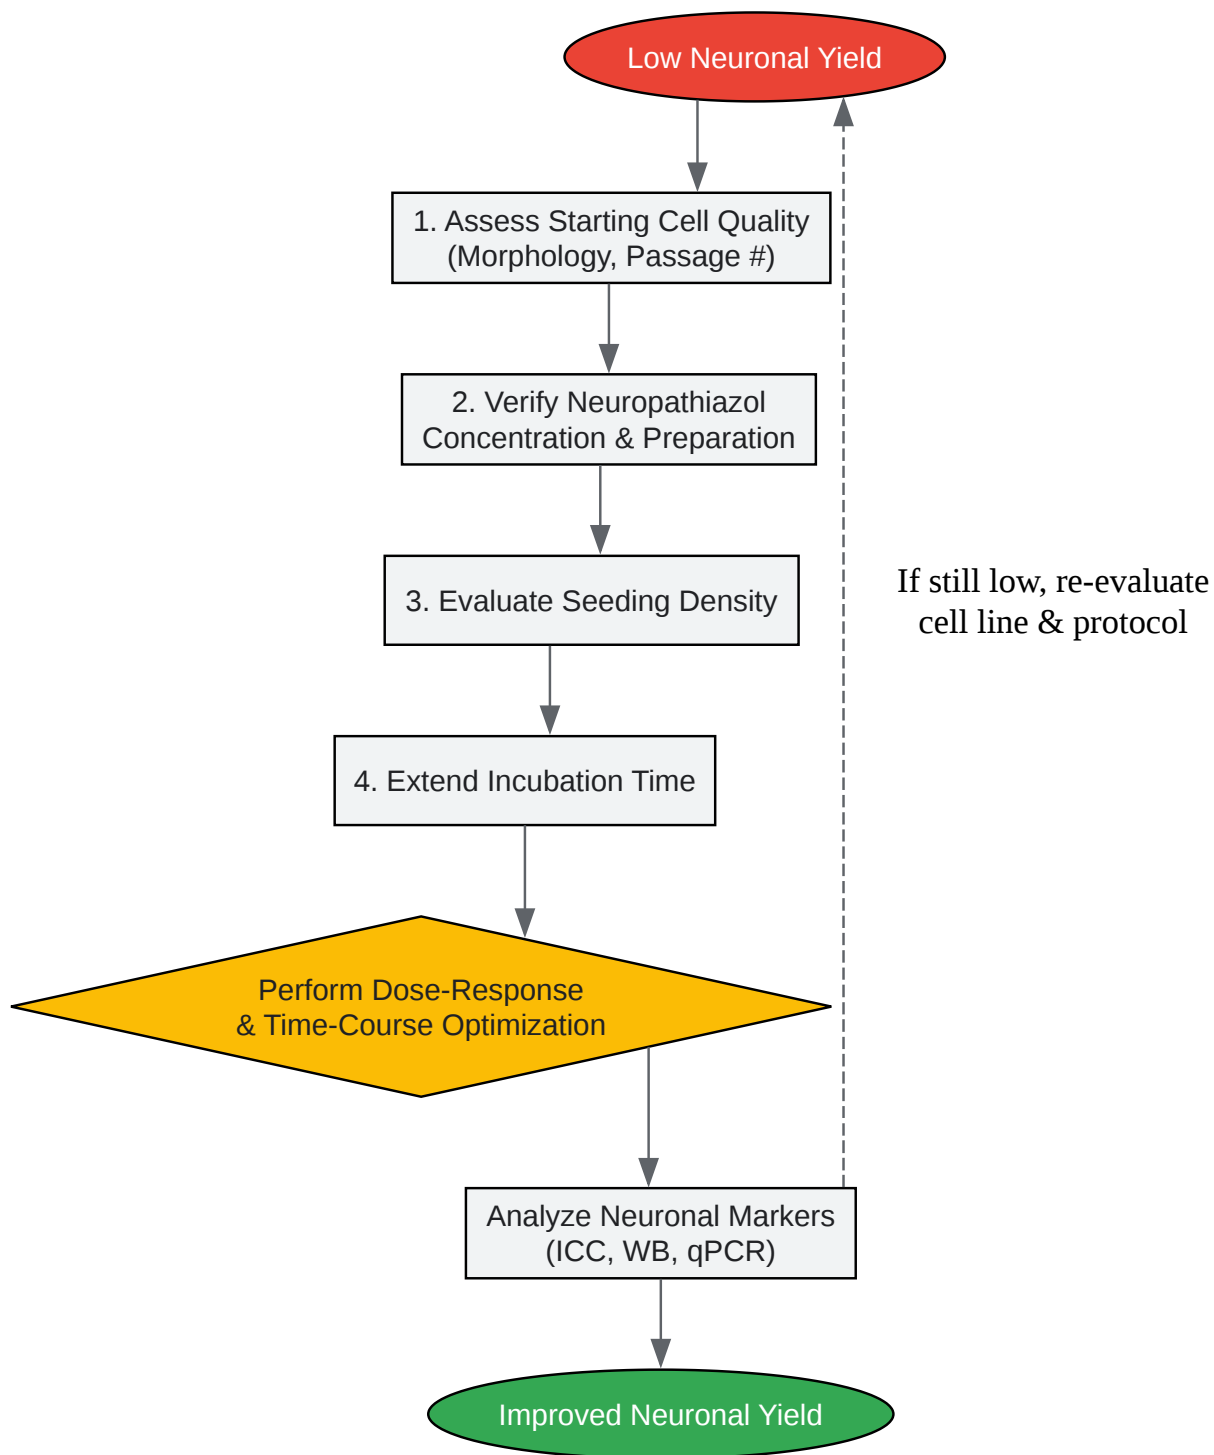 Low Neuronal Yield
1. Assess Starting Cell Quality
(Morphology, Passage #)
2. Verify Neuropathiazol
Concentration & Preparation
3. Evaluate Seeding Density
If still low, re-evaluate
cell line & protocol
4. Extend Incubation Time
Perform Dose-Response
& Time-Course Optimization
Analyze Neuronal Markers
(ICC, WB, qPCR)
Improved Neuronal Yield